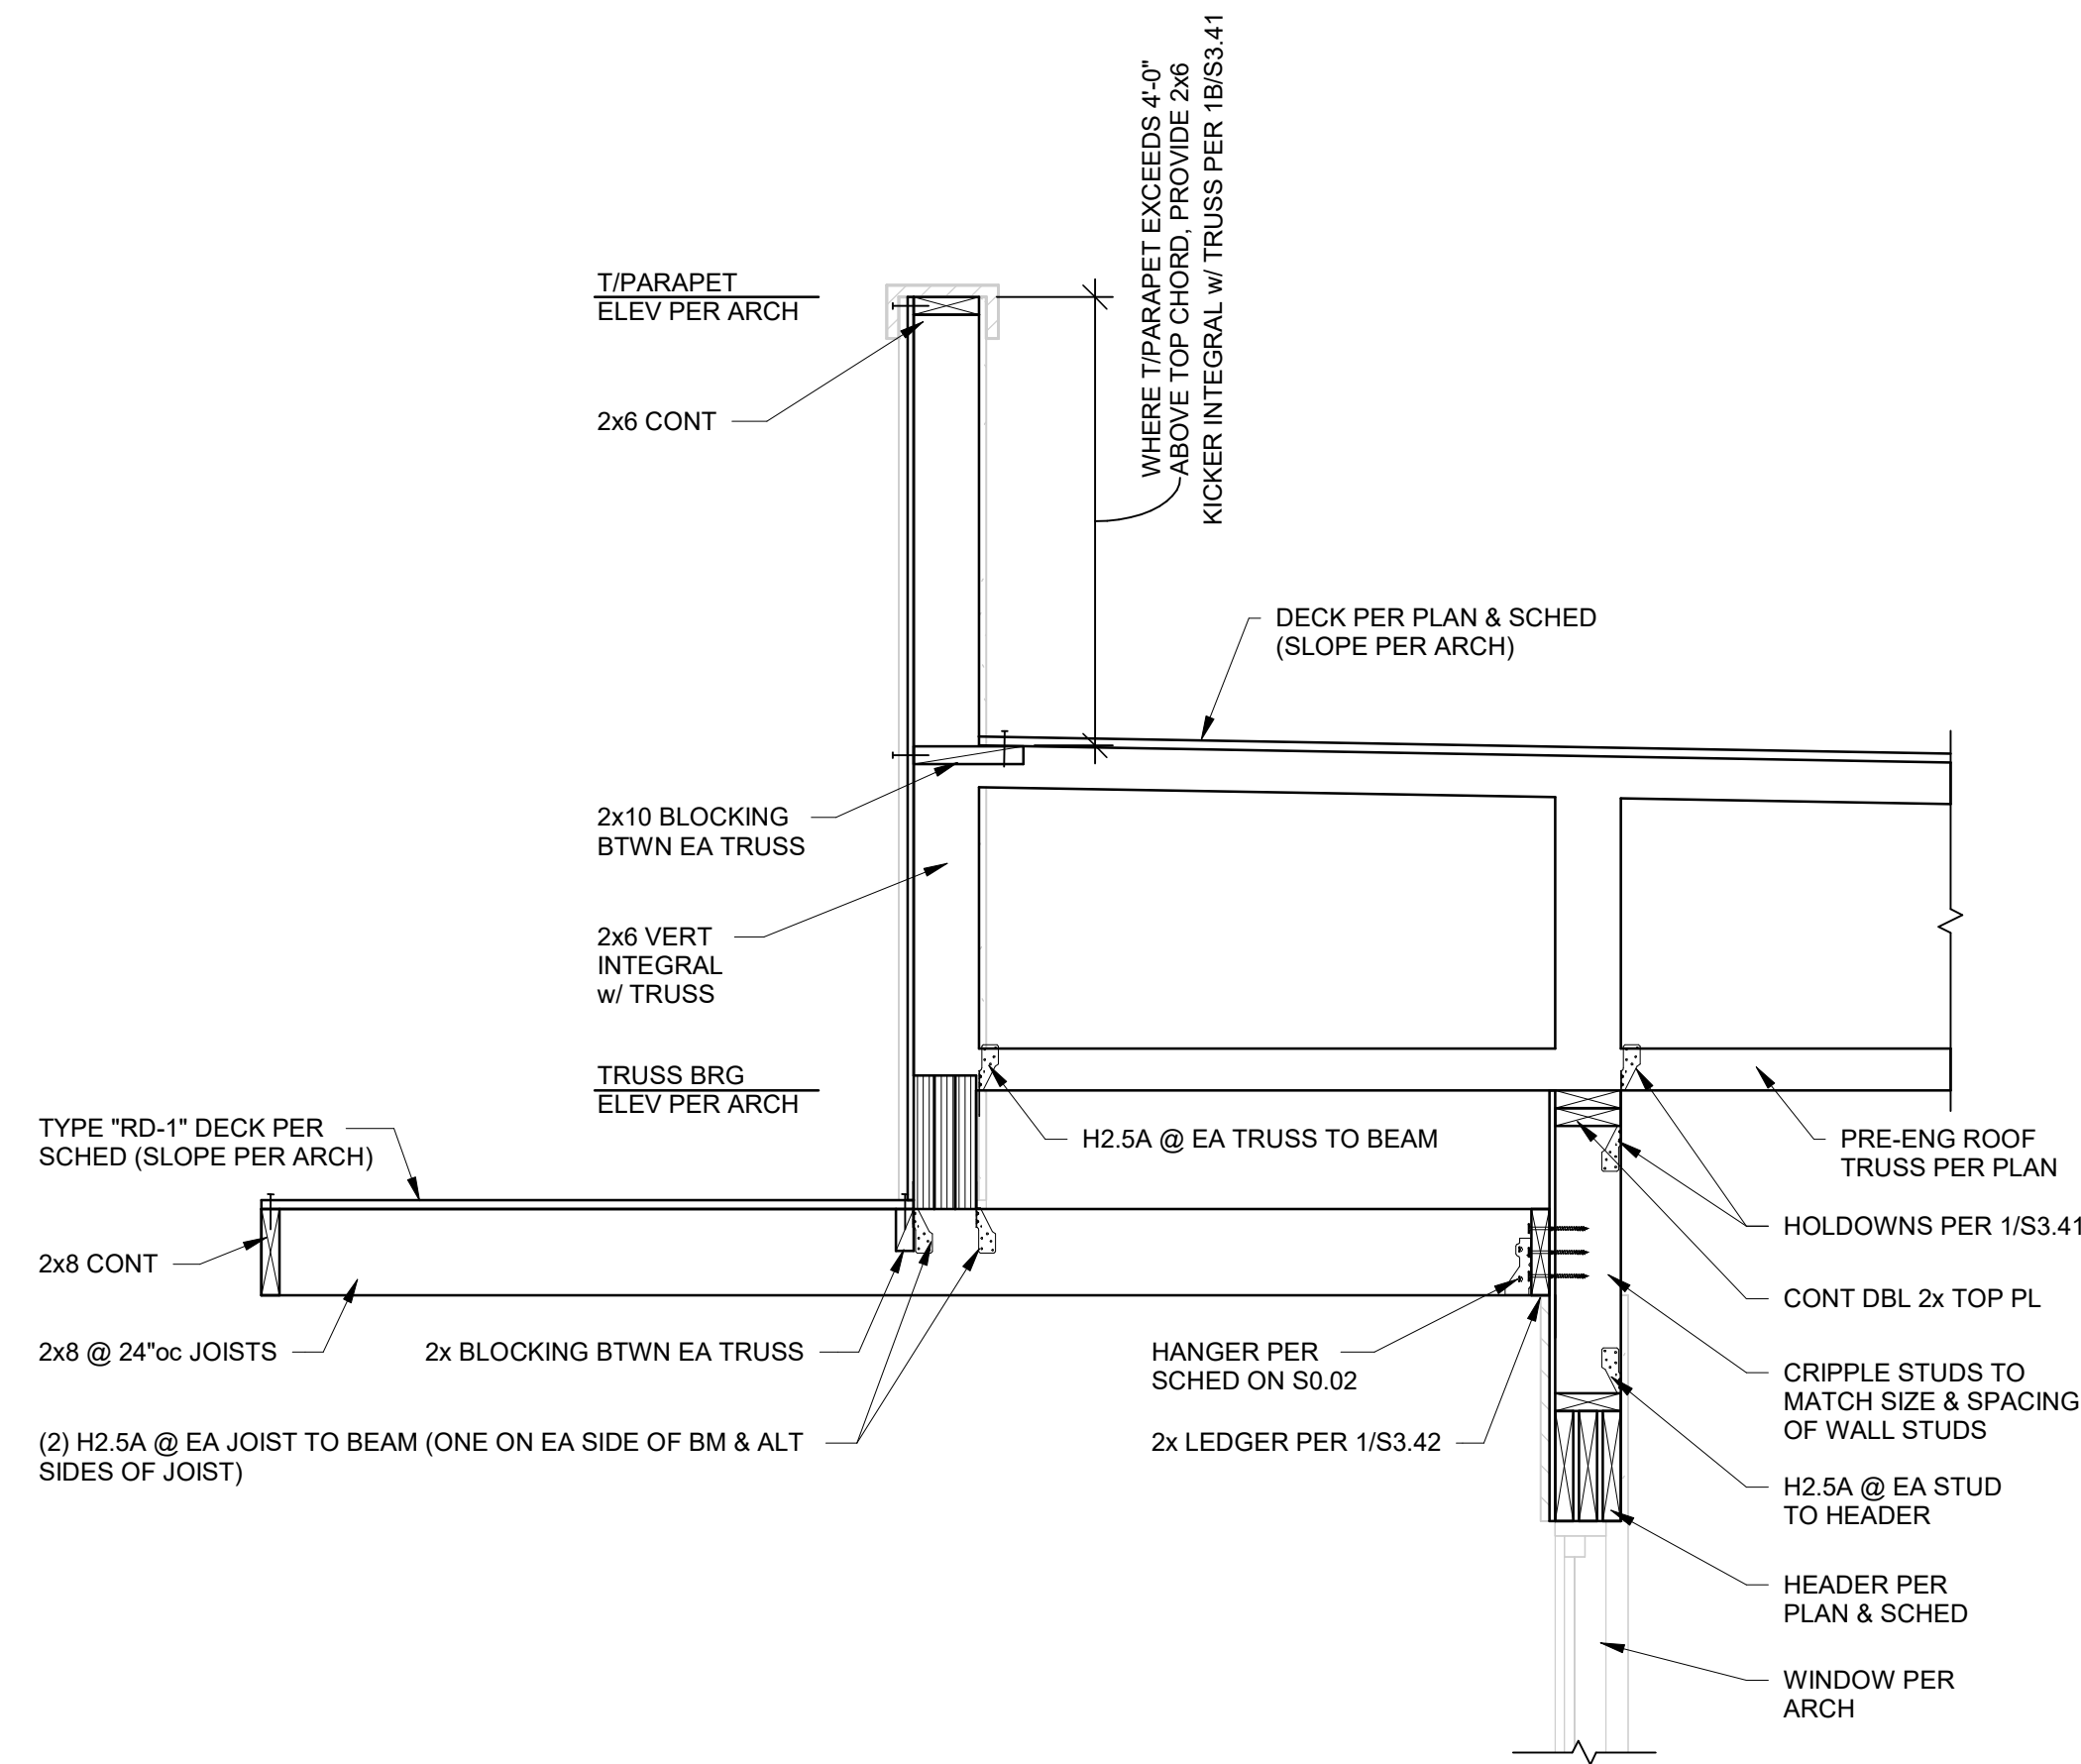 WHERE T/PARAPET EXCEEDS 4'-0"
ABOVE TOP CHORD, PROVIDE 2x6
KICKER INTEGRAL w/ TRUSS PER 1B/S3.41
T/PARAPET
ELEV PER ARCH
2x6 CONT
DECK PER PLAN & SCHED
(SLOPE PER ARCH)
2x10 BLOCKING
BTWN EA TRUSS
2x6 VERT
INTEGRAL
w/ TRUSS
TRUSS BRG
ELEV PER ARCH
TYPE "RD-1" DECK PER
SCHED (SLOPE PER ARCH)
H2.5A @ EA TRUSS TO BEAM
PRE-ENG ROOF
TRUSS PER PLAN
HOLDOWNS PER 1/S3.41
2x8 CONT
CONT DBL 2x TOP PL
2x8 @ 24"oc JOISTS
2x BLOCKING BTWN EA TRUSS
HANGER PER
SCHED ON S0.02
CRIPPLE STUDS TO
MATCH SIZE & SPACING
OF WALL STUDS
(2) H2.5A @ EA JOIST TO BEAM (ONE ON EA SIDE OF BM & ALT
SIDES OF JOIST)
2x LEDGER PER 1/S3.42
H2.5A @ EA STUD
TO HEADER
HEADER PER
PLAN & SCHED
WINDOW PER
ARCH